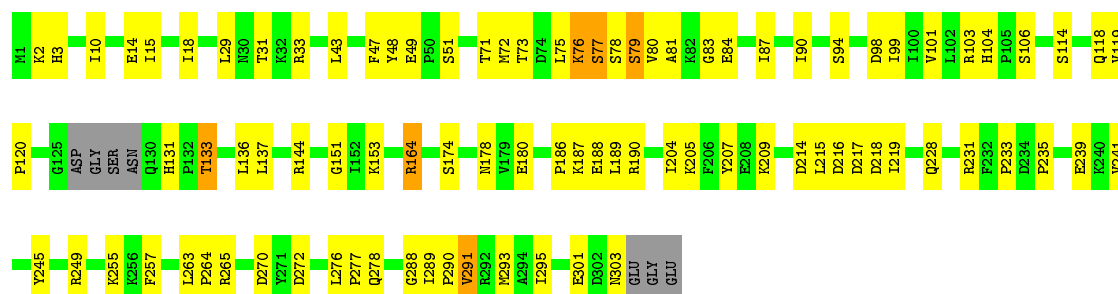 M1 K2 H3 I10 E14 I15 I18 L29 N30 T31 K32 R33 L43 F47 Y48 E49 P50 S51 T71 M72 T73 D74 L75 K76 S77 S78 S79 V80 A81 K82 G83 E84 I87 I90 S94 D98 I99 I100 V101 L102 R103 H104 P105 S106 S114 Q118
P120 G125 ASP GLY SER ASN Q130 H131 P132 T133 L136 L137 R144 G151 I152 K153 R164 S174 N178 V179 E180 P186 K187 E188 L189 R190 I204 K205 F206 Y207 E208 K209 D214 L215 D216 D217 D218 I219 Q228 R231 F232 P233 D234 P235 E239 K240
Y245 R249 K255 K256 F257 L263 P264 R265 D270 Y271 D272 L276 P277 Q278 G288 I289 P290 V291 R292 M293 A294 I295 E301 D302 N303 GLU GLY GLU